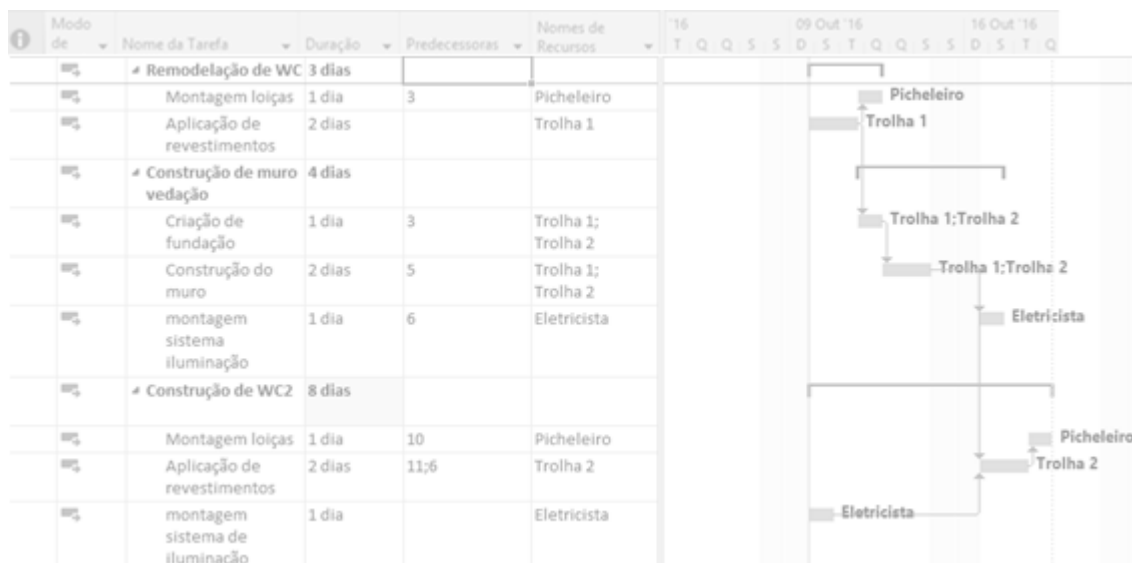 Modo de Nome da Tarefa Duração Predecessoras Nomes de Recursos
'16 09 Out '16 16 Out '16
T Q Q S S D S T Q Q S S D S T Q
Remodelação de WC 3 dias
Montagem loiças 1 dia 3 Picheleiro Picheleiro
Aplicação de revestimentos 2 dias Trolha 1 Trolha 1
Construção de muro vedação 4 dias
Criação de fundação 1 dia 3 Trolha 1; Trolha 2 Trolha 1;Trolha 2
Construção do muro 2 dias 5 Trolha 1; Trolha 2 Trolha 1;Trolha 2
montagem sistema iluminação 1 dia 6 Eletricista Eletricista
Construção de WC2 8 dias
Montagem loiças 1 dia 10 Picheleiro Picheleiro
Aplicação de revestimentos 2 dias 11;6 Trolha 2 Trolha 2
montagem sistema de iluminação 1 dia Eletricista Eletricista